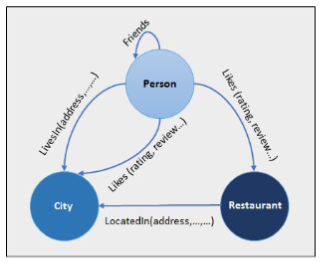 Friends
Person
LivesIn(address,...,...)
Likes (rating, review...)
Likes (rating, review...)
City
Restaurant
LocatedIn(address,...,...)